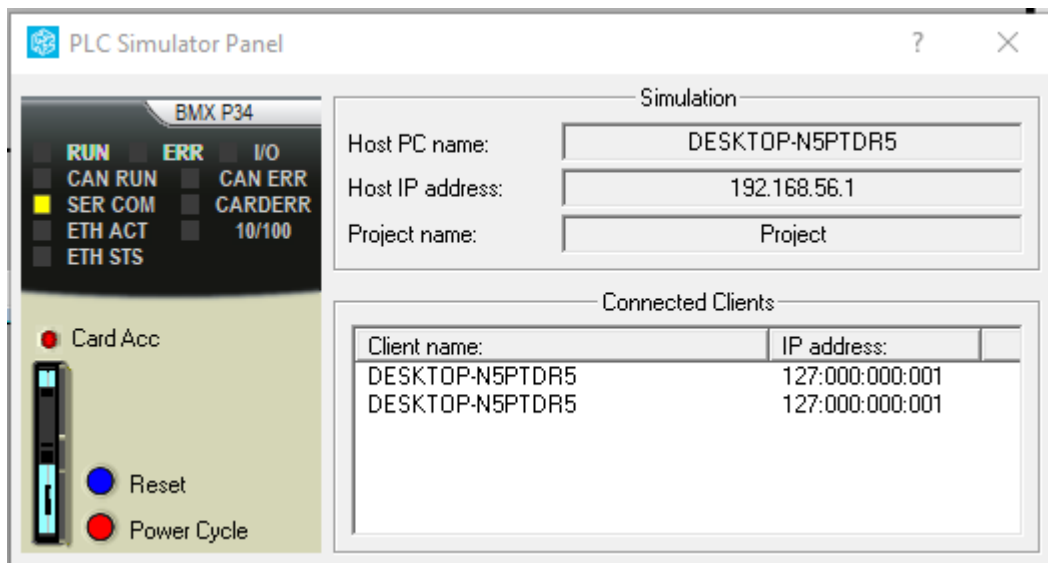 PLC Simulator Panel ?
BMX P34
RUN ERR I/O
CAN RUN CAN ERR
SER COM CARDERR
ETH ACT 10/100
ETH STS
Card Acc
Reset
Power Cycle
Simulation
Host PC name: DESKTOP-N5PTDR5
Host IP address: 192.168.56.1
Project name: Project
Connected Clients
Client name: IP address:
DESKTOP-N5PTDR5 127:000:000:001
DESKTOP-N5PTDR5 127:000:000:001